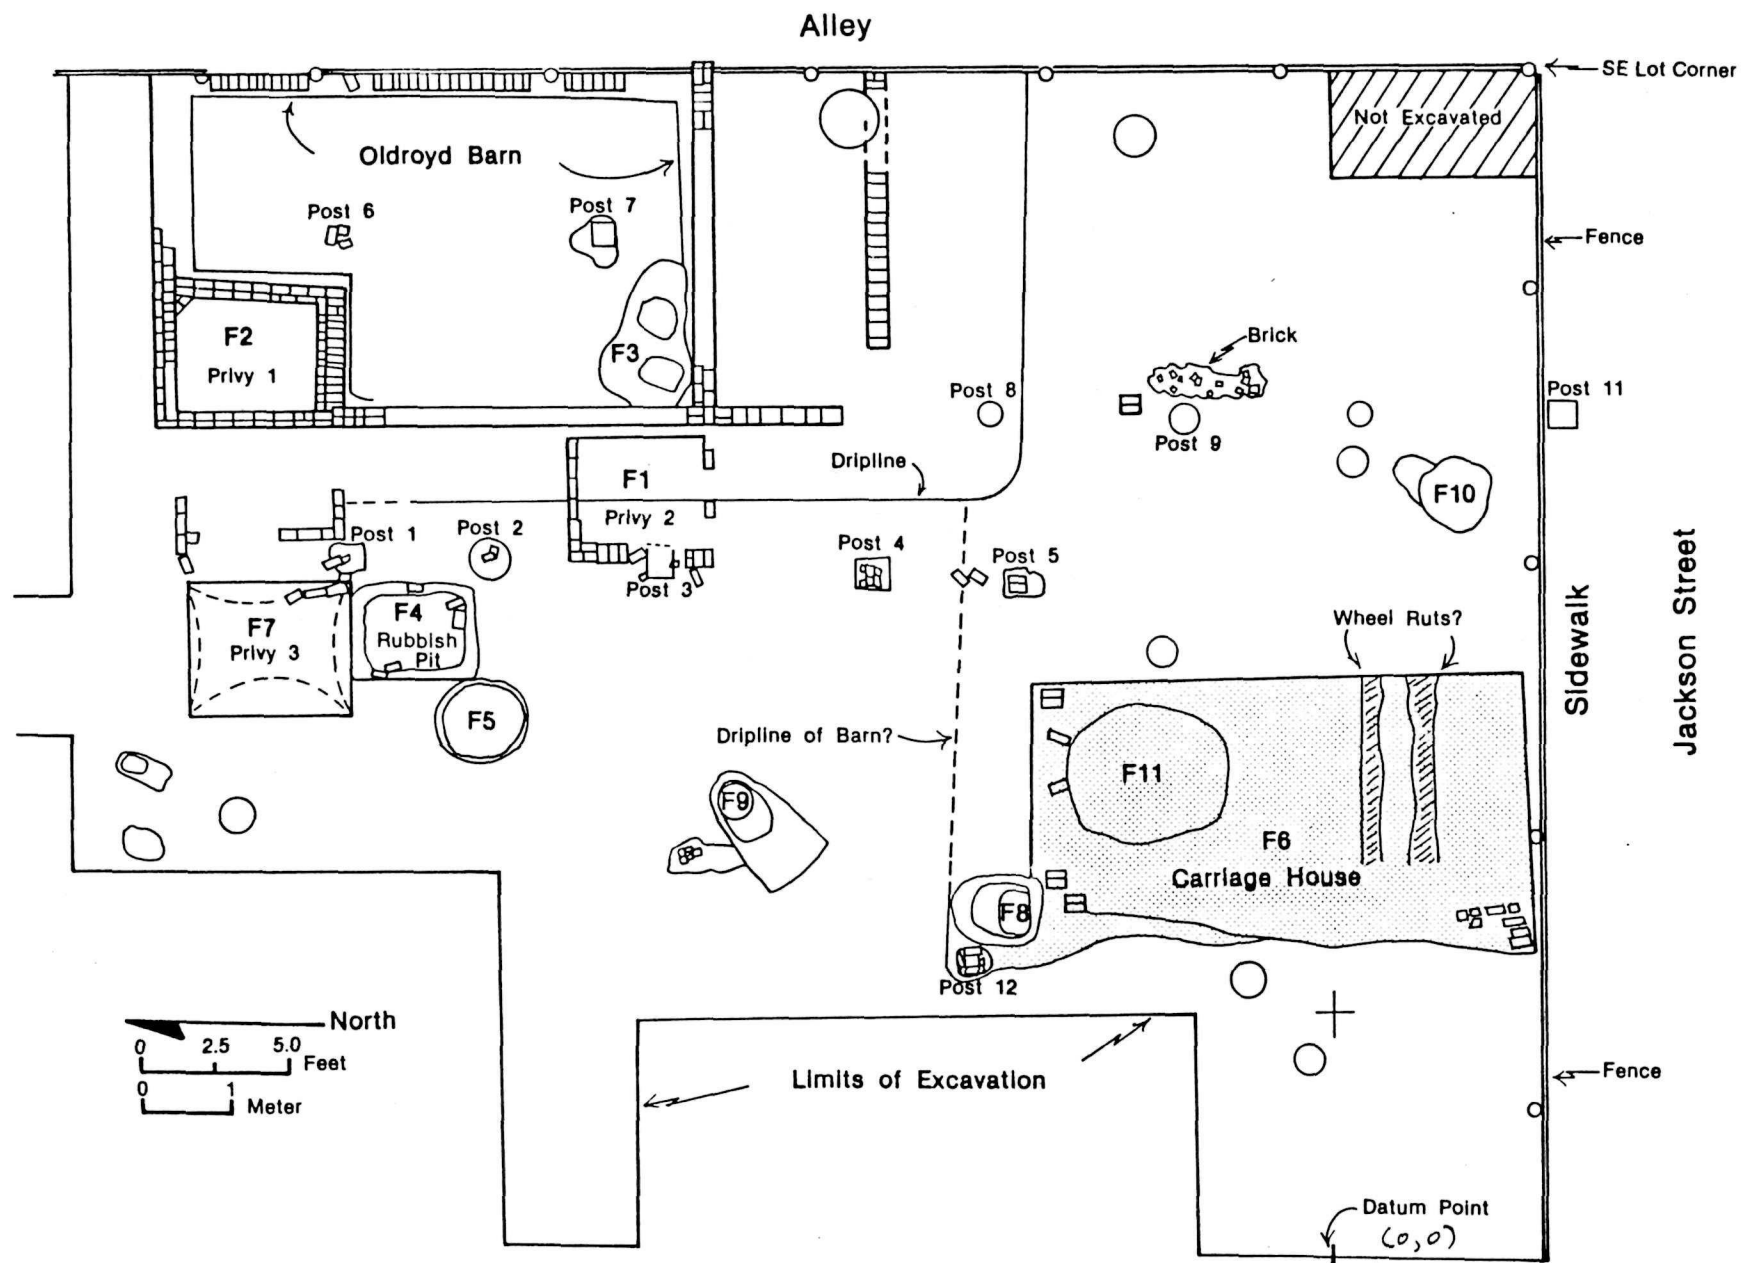 Alley
SE Lot Corner
Not Excavated
Oldroyd Barn
Post 6
Post 7
Fence
Brick
F2
Privy 1
F3
Post 8
Post 9
Post 11
Dripline
F1
Privy 2
F10
Post 1
Post 2
Post 3
Post 4
Post 5
F7
Privy 3
F4
Rubbish
Pit
Wheel Ruts?
Sidewalk
Jackson Street
F5
Dripline of Barn?
F9
F11
F6
Carriage House
F8
Post 12
North
0 2.5 5.0
Feet
0 1
Meter
Limits of Excavation
Fence
Datum Point
(0,0)